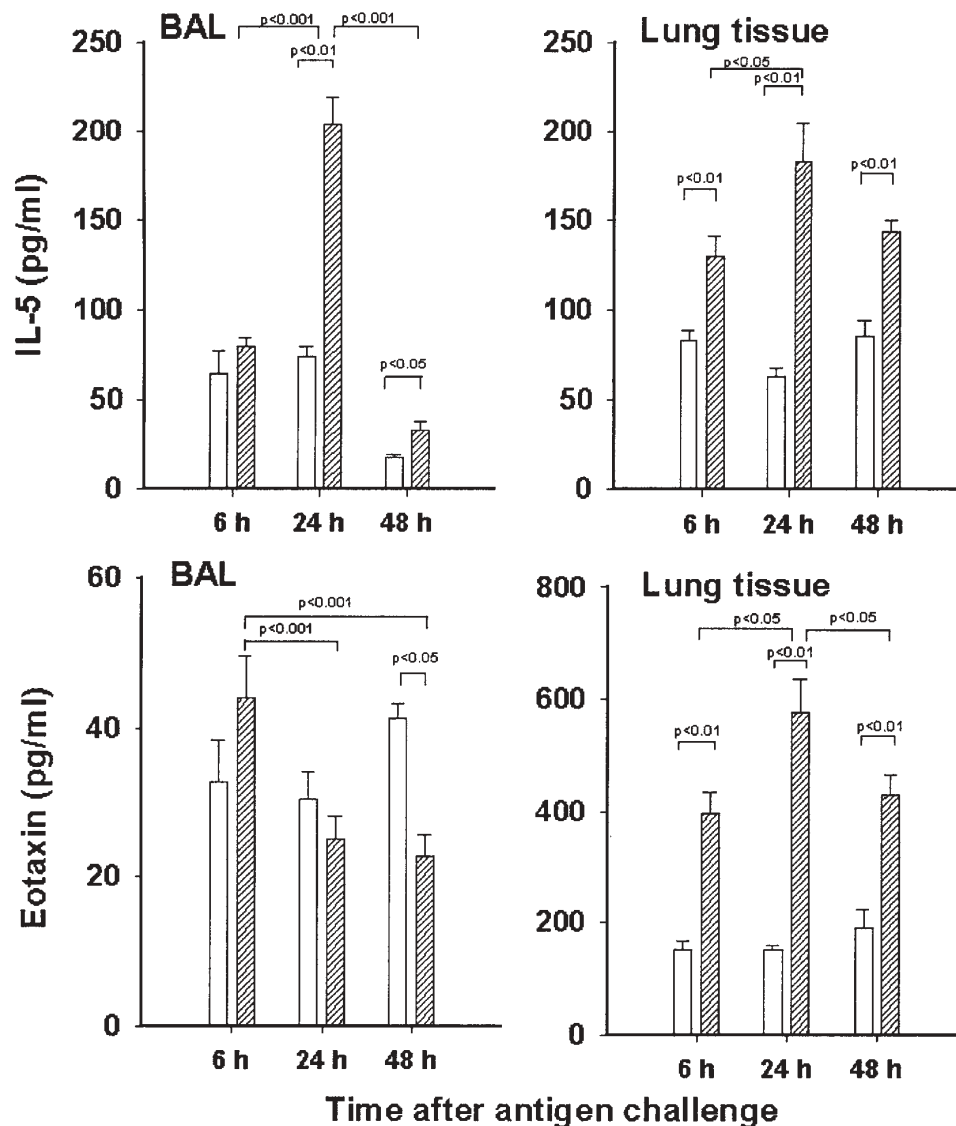 BAL
p<0.001
p<0.001
p<0.01
p<0.05
250
200
150
100
50
0
IL-5 (pg/ml)
6 h
24 h
48 h
Lung tissue
p<0.05
p<0.01
p<0.01
p<0.01
250
200
150
100
50
0
6 h
24 h
48 h
BAL
p<0.001
p<0.001
p<0.05
60
40
20
0
Eotaxin (pg/ml)
6 h
24 h
48 h
Lung tissue
p<0.05
p<0.05
p<0.01
p<0.01
p<0.01
800
600
400
200
0
6 h
24 h
48 h
Time after antigen challenge